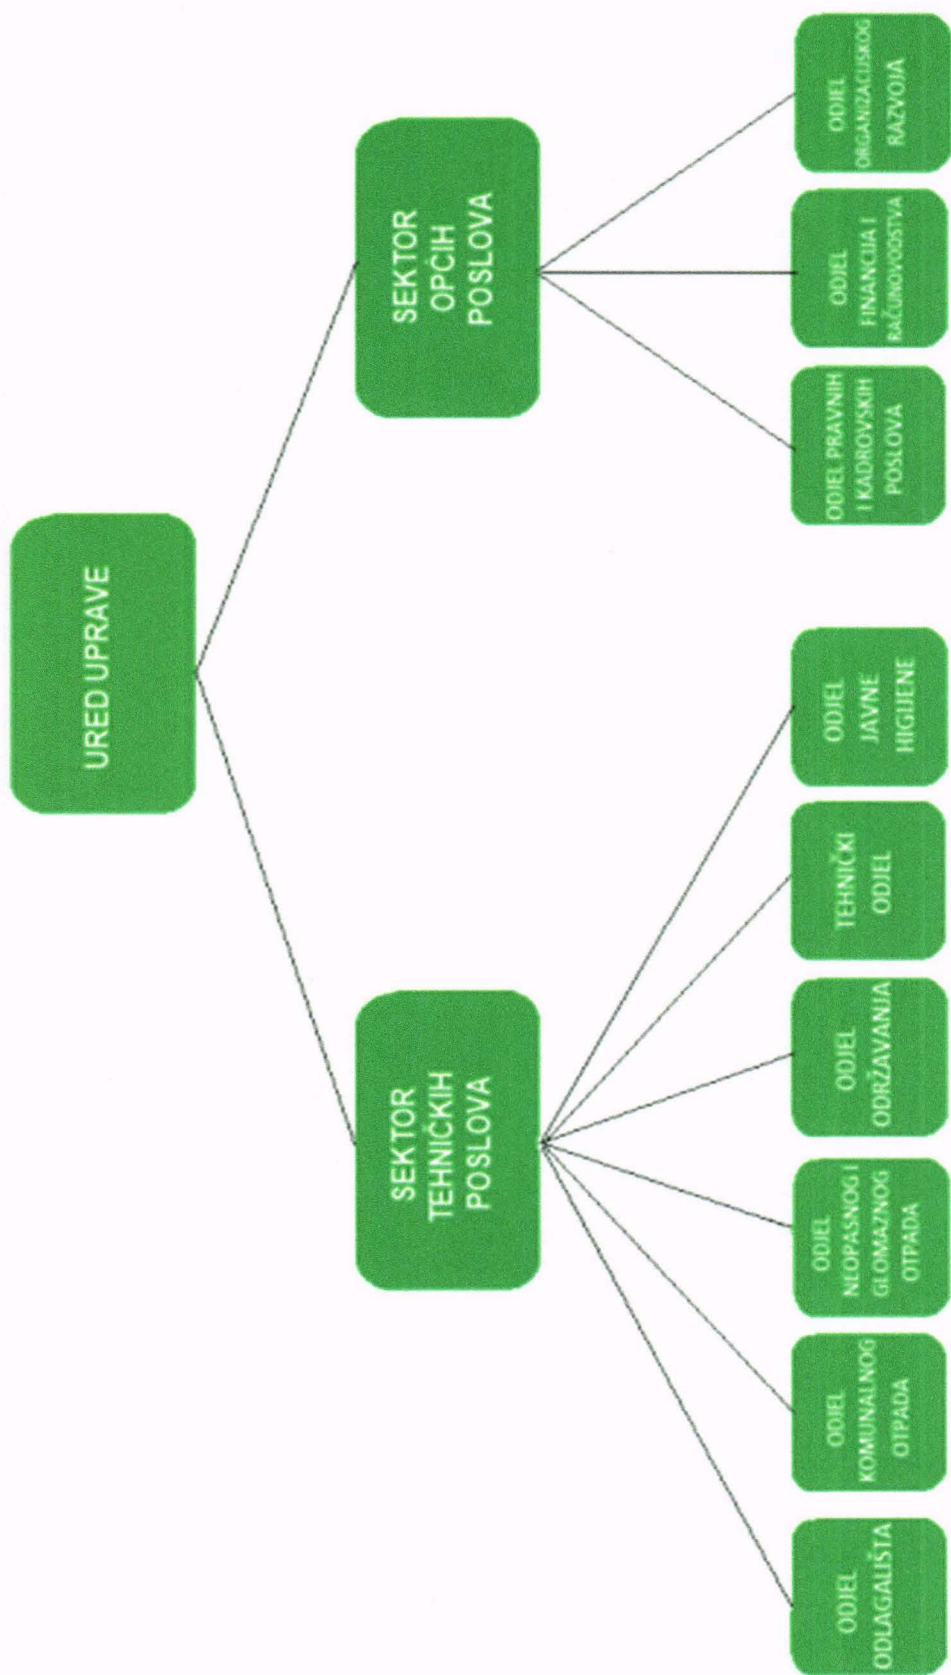 URED UPRAVE
SEKTOR
TEHNIČKIH
POSLOVA
SEKTOR
OPĆIH
POSLOVA
ODJEL
ODLAGALIŠTA
ODJEL
KOMUNALNOG
OTPADA
ODJEL
NEOPASNOG I
GLOMAZNOG
OTPADA
ODJEL
ODRŽAVANJA
TEHNIČKI
ODJEL
ODJEL
JAVNE
HIGIJENE
ODJEL PRAVNIH
I KADROVSKIH
POSLOVA
ODJEL
FINANCIJA I
RAČUNOVODSTVA
ODJEL
ORGANIZACIJSKOG
RAZVOJA